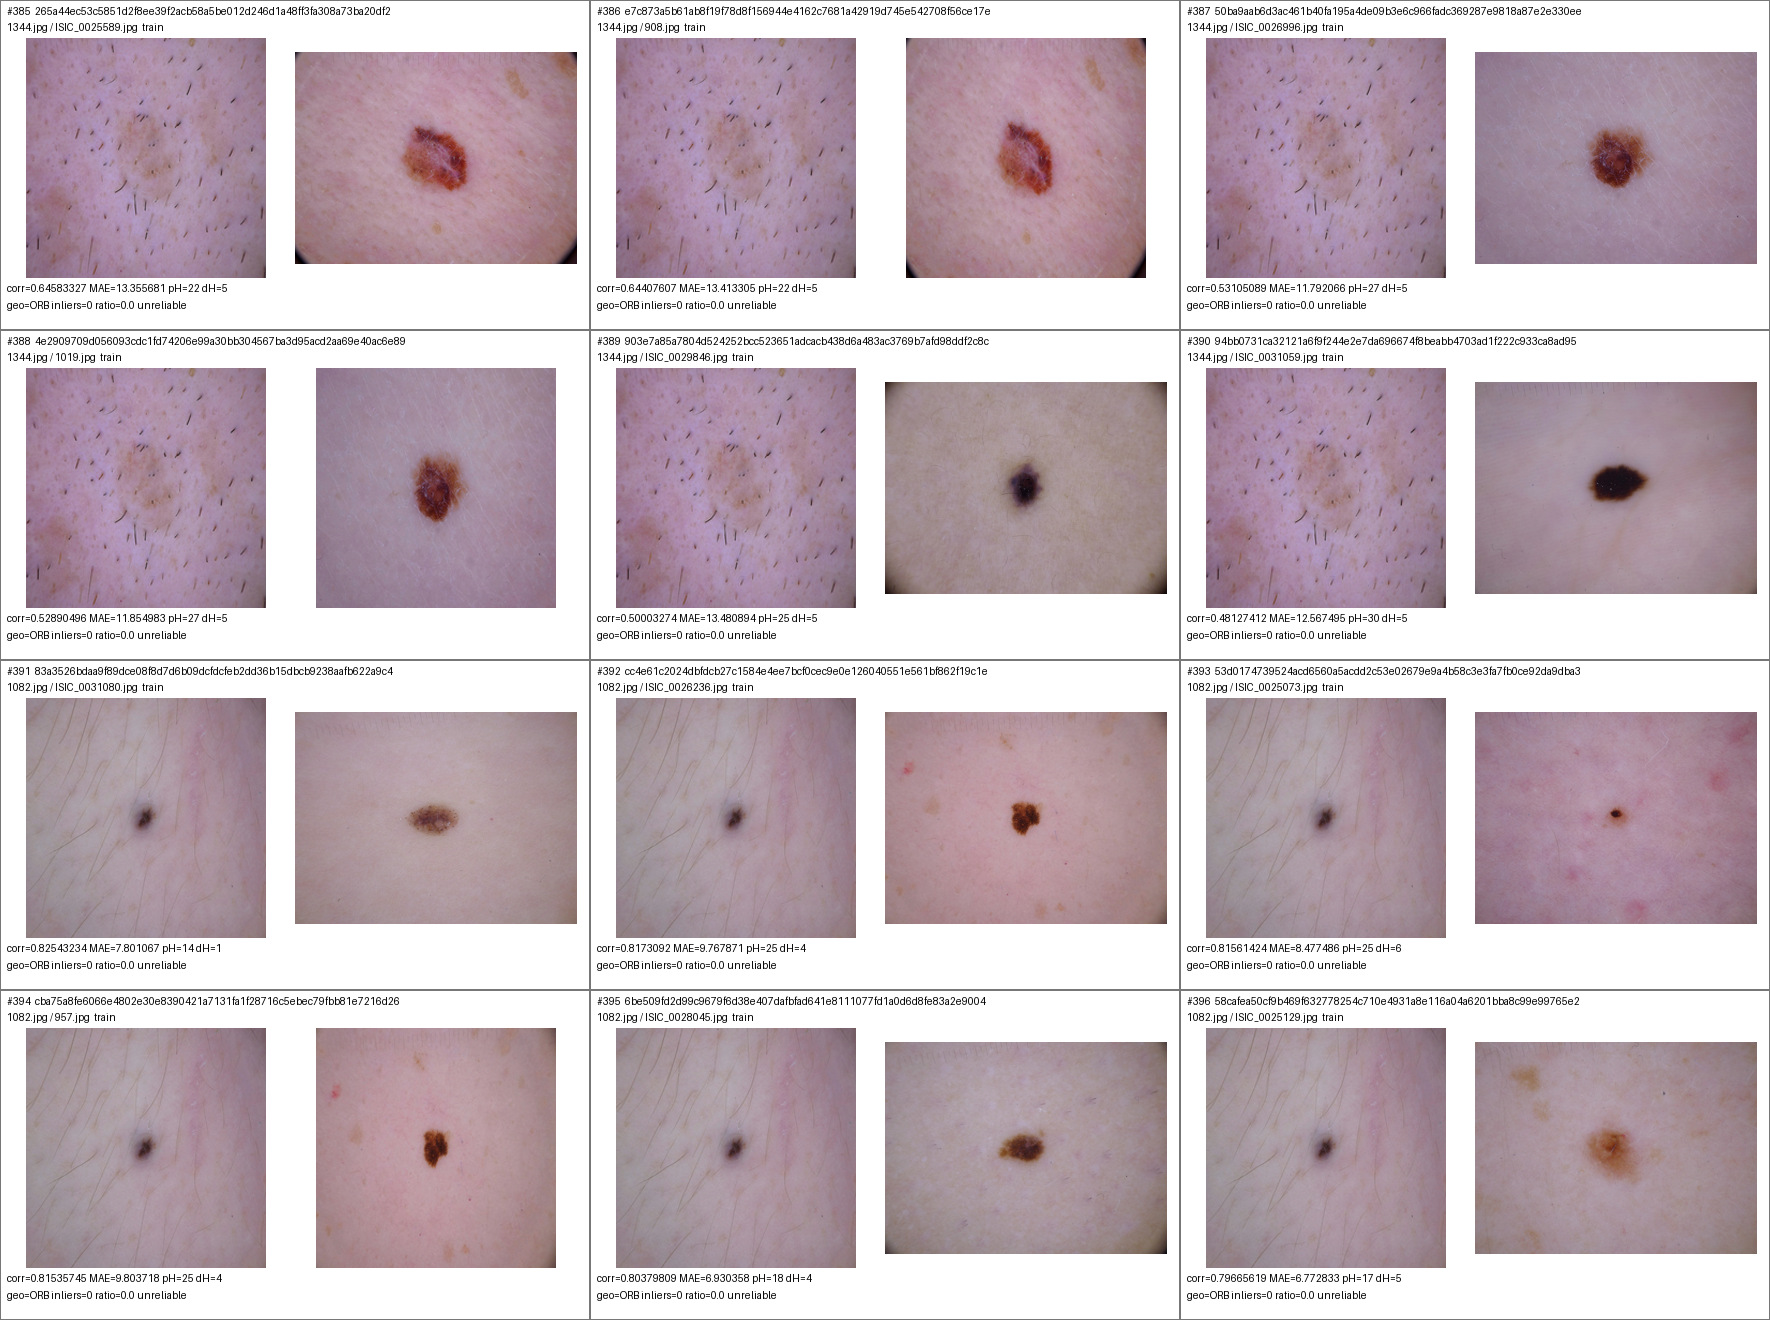 #385 265a44ec53c5851d2f8ee39f2acb58a5be012d246d1a48ff3fa308a73ba20df2
1344.jpg / ISIC_0025589.jpg train
corr=0.64583327 MAE=13.355681 pH=22 dH=5
geo=ORB inliers=0 ratio=0.0 unreliable
#386 e7c873a5b61ab8f19f78d8f156944e4162c7681a42919d745e542708f56ce17e
1344.jpg / 908.jpg train
corr=0.64407607 MAE=13.413305 pH=22 dH=5
geo=ORB inliers=0 ratio=0.0 unreliable
#387 50ba9aab6d3ac461b40fa195a4de09b3e6c966fadc369287e9818a87e2e330ee
1344.jpg / ISIC_0026996.jpg train
corr=0.53105089 MAE=11.792066 pH=27 dH=5
geo=ORB inliers=0 ratio=0.0 unreliable
#388 4e2909709d056093cdc1fd74206e99a30bb304567ba3d95acd2aa69e40ac6e89
1344.jpg / 1019.jpg train
corr=0.52890496 MAE=11.854983 pH=27 dH=5
geo=ORB inliers=0 ratio=0.0 unreliable
#389 903e7a85a7804d524252bcc523651adcacb438d6a483ac3769b7afd98ddf2c8c
1344.jpg / ISIC_0029846.jpg train
corr=0.50003274 MAE=13.480894 pH=25 dH=5
geo=ORB inliers=0 ratio=0.0 unreliable
#390 94bb0731ca32121a6f9f244e2e7da696674f8beabb4703ad1f222c933ca8ad95
1344.jpg / ISIC_0031059.jpg train
corr=0.48127412 MAE=12.567495 pH=30 dH=5
geo=ORB inliers=0 ratio=0.0 unreliable
#391 83a3526bdaa9f89dce08f8d7d6b09dcfdcfeb2dd36b15dbcb9238aafb622a9c4
1082.jpg / ISIC_0031080.jpg train
corr=0.82543234 MAE=7.801067 pH=14 dH=1
geo=ORB inliers=0 ratio=0.0 unreliable
#392 cc4e61c2024dbfdcb27c1584e4ee7bcf0cec9e0e126040551e561bf862f19c1e
1082.jpg / ISIC_0026236.jpg train
corr=0.8173092 MAE=9.767871 pH=25 dH=4
geo=ORB inliers=0 ratio=0.0 unreliable
#393 53d0174739524acd6560a5acdd2c53e02679e9a4b58c3e3fa7fb0ce92da9dba3
1082.jpg / ISIC_0025073.jpg train
corr=0.81561424 MAE=8.477486 pH=25 dH=6
geo=ORB inliers=0 ratio=0.0 unreliable
#394 cba75a8fe6066e4802e30e8390421a7131fa1f28716c5ebec79fbb81e7216d26
1082.jpg / 957.jpg train
corr=0.81535745 MAE=9.803718 pH=25 dH=4
geo=ORB inliers=0 ratio=0.0 unreliable
#395 6be509fd2d99c9679f6d38e407dafbfad641e8111077fd1a0d6d8fe83a2e9004
1082.jpg / ISIC_0028045.jpg train
corr=0.80379809 MAE=6.930358 pH=18 dH=4
geo=ORB inliers=0 ratio=0.0 unreliable
#396 58cafea50cf9b469f632778254c710e4931a8e116a04a6201bba8c99e99765e2
1082.jpg / ISIC_0025129.jpg train
corr=0.79665619 MAE=6.772833 pH=17 dH=5
geo=ORB inliers=0 ratio=0.0 unreliable